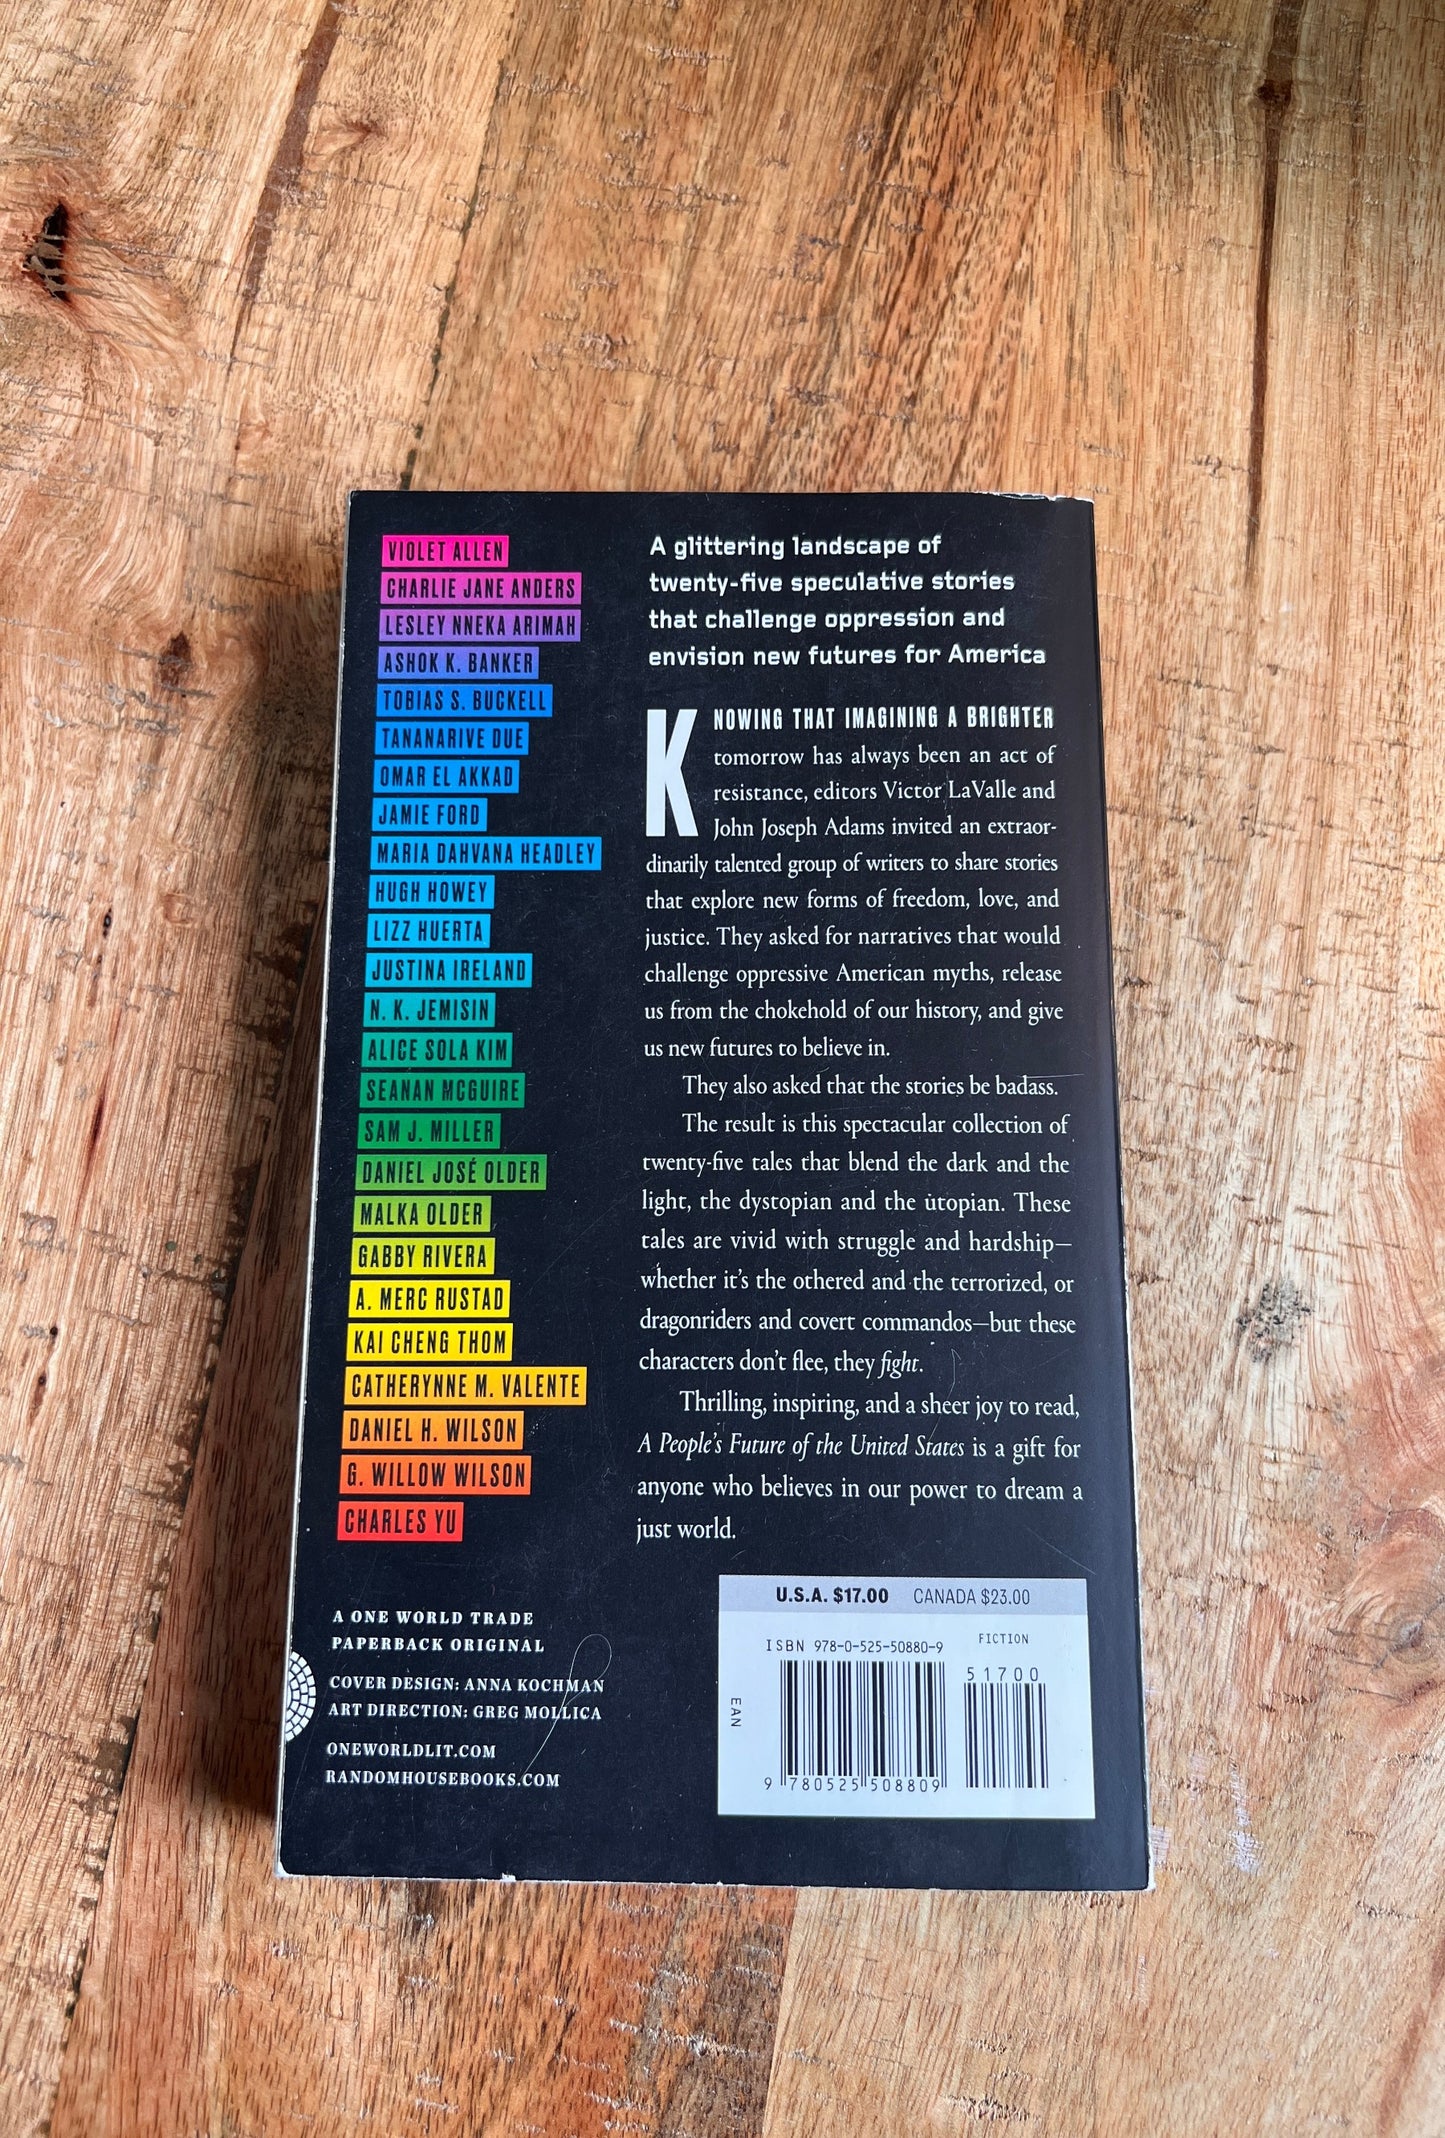 VIOLET ALLEN
CHARLIE JANE ANDERS
LESLEY NNEKA ARIMAH
ASHOK K. BANKER
TOBIAS S. BUCKELL
TANANARIVE DUE
OMAR EL AKKAD
JAMIE FORD
MARIA DAHVANA HEADLEY
HUGH HOWEY
LIZZ HUERTA
JUSTINA IRELAND
N. K. JEMISIN
ALICE SOLA KIM
SEANAN MCGUIRE
SAM J. MILLER
DANIEL JOSÉ OLDER
MALKA OLDER
GABBY RIVERA
A. MERC RUSTAD
KAI CHENG THOM
CATHERYNNE M. VALENTE
DANIEL H. WILSON
G. WILLOW WILSON
CHARLES YU
A ONE WORLD TRADE
PAPERBACK ORIGINAL
COVER DESIGN: ANNA KOCHMAN
ART DIRECTION: GREG MOLLICA
ONEWORLDLIT.COM
RANDOMHOUSEBOOKS.COM
A glittering landscape of
twenty-five speculative stories
that challenge oppression and
envision new futures for America
KNOWING THAT IMAGINING A BRIGHTER
tomorrow has always been an act of
resistance, editors Victor LaValle and
John Joseph Adams invited an extraor-
dinarily talented group of writers to share stories
that explore new forms of freedom, love, and
justice. They asked for narratives that would
challenge oppressive American myths, release
us from the chokehold of our history, and give
us new futures to believe in.
They also asked that the stories be badass.
The result is this spectacular collection of
twenty-five tales that blend the dark and the
light, the dystopian and the utopian. These
tales are vivid with struggle and hardship—
whether it's the othered and the terrorized, or
dragonriders and covert commandos—but these
characters don't flee, they fight.
Thrilling, inspiring, and a sheer joy to read,
A People's Future of the United States is a gift for
anyone who believes in our power to dream a
just world.
U.S.A. $17.00 CANADA $23.00
FICTION
ISBN 978-0-525-50880-9
51700
EAN
9 780525 508809